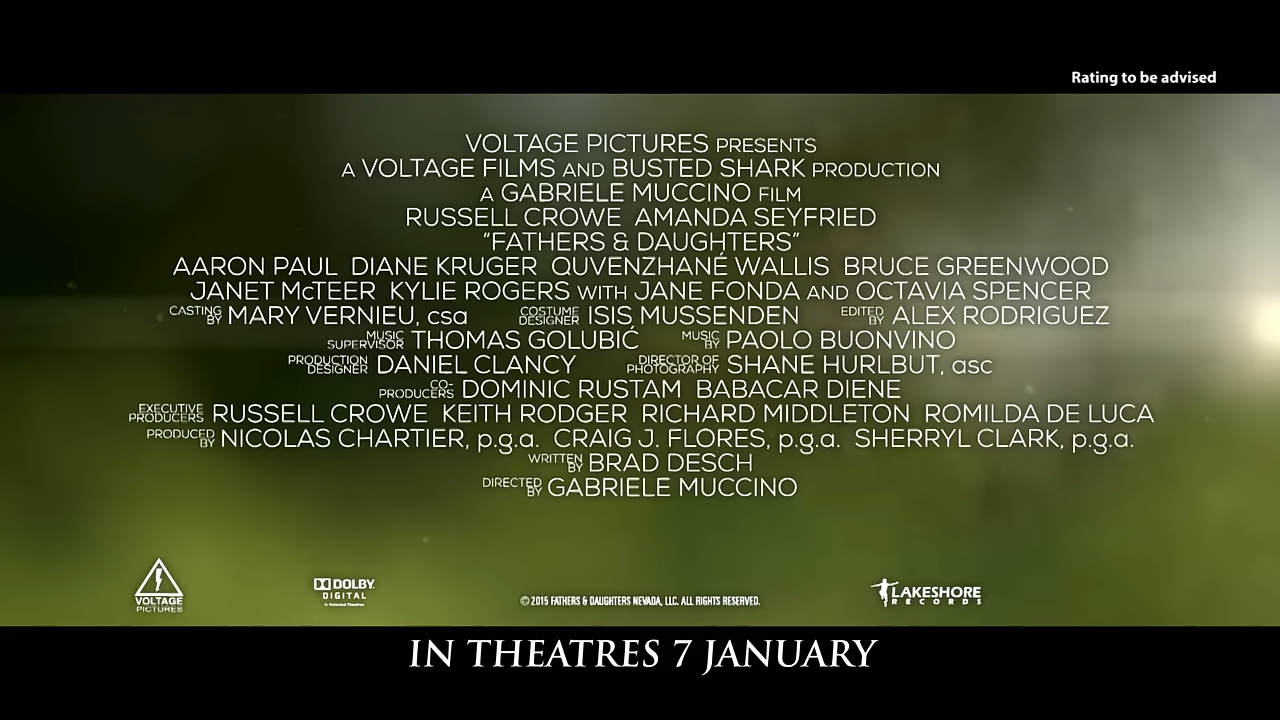 Rating to be advised
VOLTAGE PICTURES PRESENTS
A VOLTAGE FILMS AND BUSTED SHARK PRODUCTION
A GABRIELE MUCCINO FILM
RUSSELL CROWE AMANDA SEYFRIED
"FATHERS & DAUGHTERS"
AARON PAUL DIANE KRUGER QUVENZHANÉ WALLIS BRUCE GREENWOOD
JANET McTEER KYLIE ROGERS WITH JANE FONDA AND OCTAVIA SPENCER
CASTING BY MARY VERNIEU, csa COSTUME DESIGNER ISIS MUSSENDEN EDITED BY ALEX RODRIGUEZ
MUSIC SUPERVISOR THOMAS GOLUBIĆ MUSIC BY PAOLO BUONVINO
PRODUCTION DESIGNER DANIEL CLANCY DIRECTOR OF PHOTOGRAPHY SHANE HURLBUT, asc
CO-PRODUCERS DOMINIC RUSTAM BABACAR DIENE
EXECUTIVE PRODUCERS RUSSELL CROWE KEITH RODGER RICHARD MIDDLETON ROMILDA DE LUCA
PRODUCED BY NICOLAS CHARTIER, p.g.a. CRAIG J. FLORES, p.g.a. SHERRYL CLARK, p.g.a.
WRITTEN BY BRAD DESCH
DIRECTED BY GABRIELE MUCCINO
VOLTAGE
PICTURES
DOLBY
DIGITAL
In Selected Theatres
© 2015 FATHERS & DAUGHTERS NEVADA, LLC. ALL RIGHTS RESERVED.
LAKESHORE
RECORDS
IN THEATRES 7 JANUARY